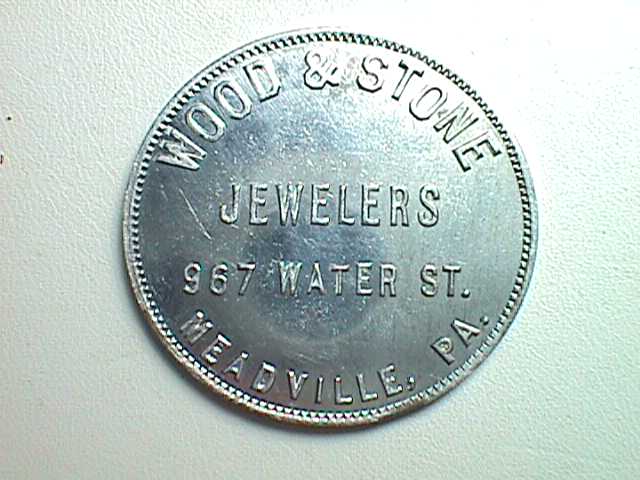 WOOD & STONE
JEWELERS
967 WATER ST.
MEADVILLE, PA.